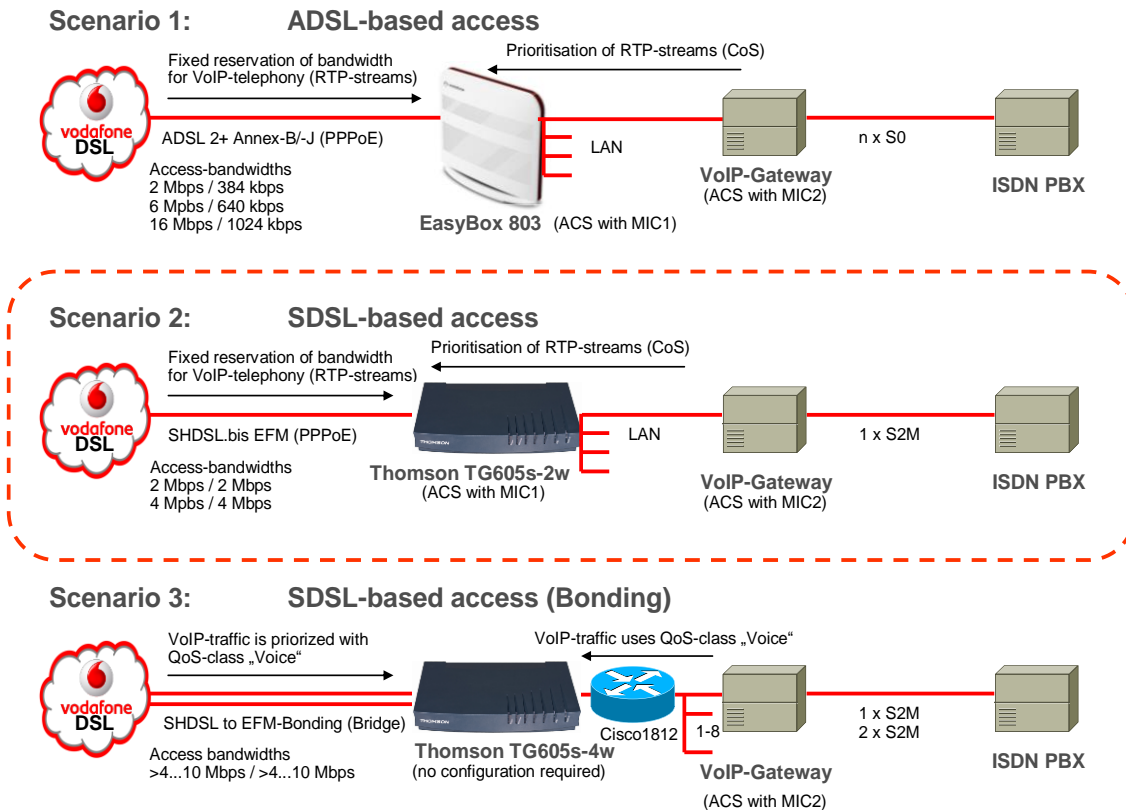 Scenario 1: ADSL-based access
Fixed reservation of bandwidth
for VoIP-telephony (RTP-streams)
Prioritisation of RTP-streams (CoS)
vodafone
DSL
ADSL 2+ Annex-B/-J (PPPoE)
LAN
n x S0
Access-bandwidths
2 Mbps / 384 kbps
6 Mpbs / 640 kbps
16 Mbps / 1024 kbps
EasyBox 803 (ACS with MIC1)
VoIP-Gateway
(ACS with MIC2)
ISDN PBX
Scenario 2: SDSL-based access
Fixed reservation of bandwidth
for VoIP-telephony (RTP-streams)
Prioritisation of RTP-streams (CoS)
vodafone
DSL
THOMSON
SHDSL.bis EFM (PPPoE)
LAN
1 x S2M
Access-bandwidths
2 Mbps / 2 Mbps
4 Mpbs / 4 Mbps
Thomson TG605s-2w
(ACS with MIC1)
VoIP-Gateway
(ACS with MIC2)
ISDN PBX
Scenario 3: SDSL-based access (Bonding)
VoIP-traffic is priorized with
QoS-class „Voice“
VoIP-traffic uses QoS-class „Voice“
vodafone
DSL
THOMSON
SHDSL to EFM-Bonding (Bridge)
Cisco1812
1-8
1 x S2M
2 x S2M
Access bandwidths
>4...10 Mbps / >4...10 Mbps
Thomson TG605s-4w
(no configuration required)
VoIP-Gateway
(ACS with MIC2)
ISDN PBX